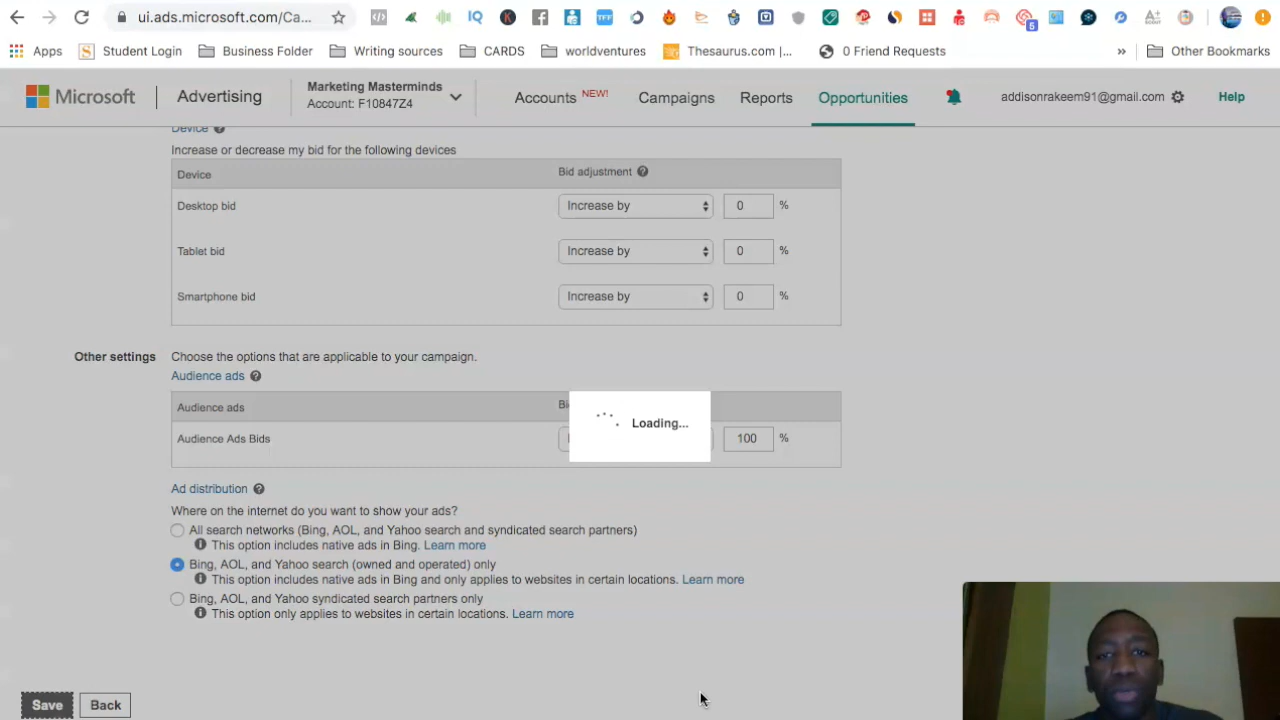 ui.ads.microsoft.com/Ca...
IQ
K
TFF
5
A+
Apps
Student Login
Business Folder
Writing sources
CARDS
worldventures
Thesaurus.com |...
0 Friend Requests
»
Other Bookmarks
Microsoft
Advertising
Marketing Masterminds
Account: F10847Z4
Accounts NEW!
Campaigns
Reports
Opportunities
addisonrakeem91@gmail.com
Help
Device
Increase or decrease my bid for the following devices
Device Bid adjustment
Desktop bid Increase by 0 %
Tablet bid Increase by 0 %
Smartphone bid Increase by 0 %
Other settings Choose the options that are applicable to your campaign.
Audience ads
Audience ads
Audience Ads Bids 100 %
Loading...
Ad distribution
Where on the internet do you want to show your ads?
All search networks (Bing, AOL, and Yahoo search and syndicated search partners)
This option includes native ads in Bing. Learn more
Bing, AOL, and Yahoo search (owned and operated) only
This option includes native ads in Bing and only applies to websites in certain locations. Learn more
Bing, AOL, and Yahoo syndicated search partners only
This option only applies to websites in certain locations. Learn more
Save Back